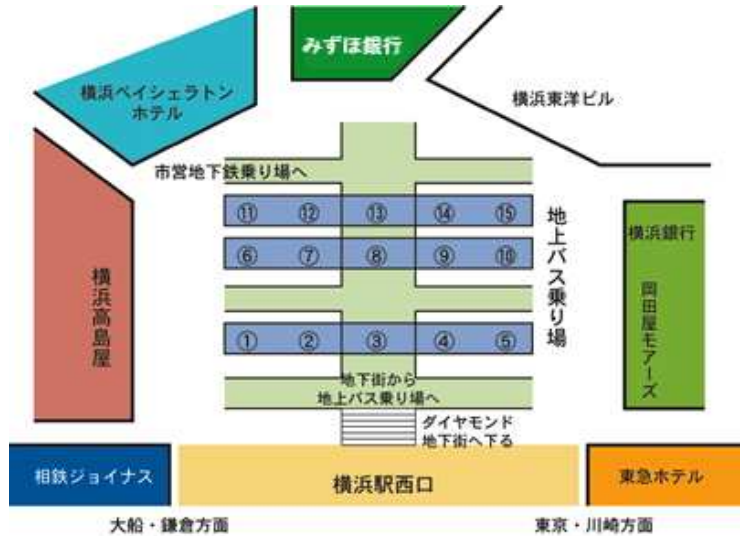 みずほ銀行
横浜ベイシェラトン
ホテル
横浜東洋ビル
市営地下鉄乗り場へ
⑪ ⑫ ⑬ ⑭ ⑮
⑥ ⑦ ⑧ ⑨ ⑩
① ② ③ ④ ⑤
地上バス乗り場
横浜銀行
岡田屋モアーズ
横浜高島屋
地下街から
地上バス乗り場へ
ダイヤモンド
地下街へ下る
相鉄ジョイナス
横浜駅西口
東急ホテル
大船・鎌倉方面
東京・川崎方面